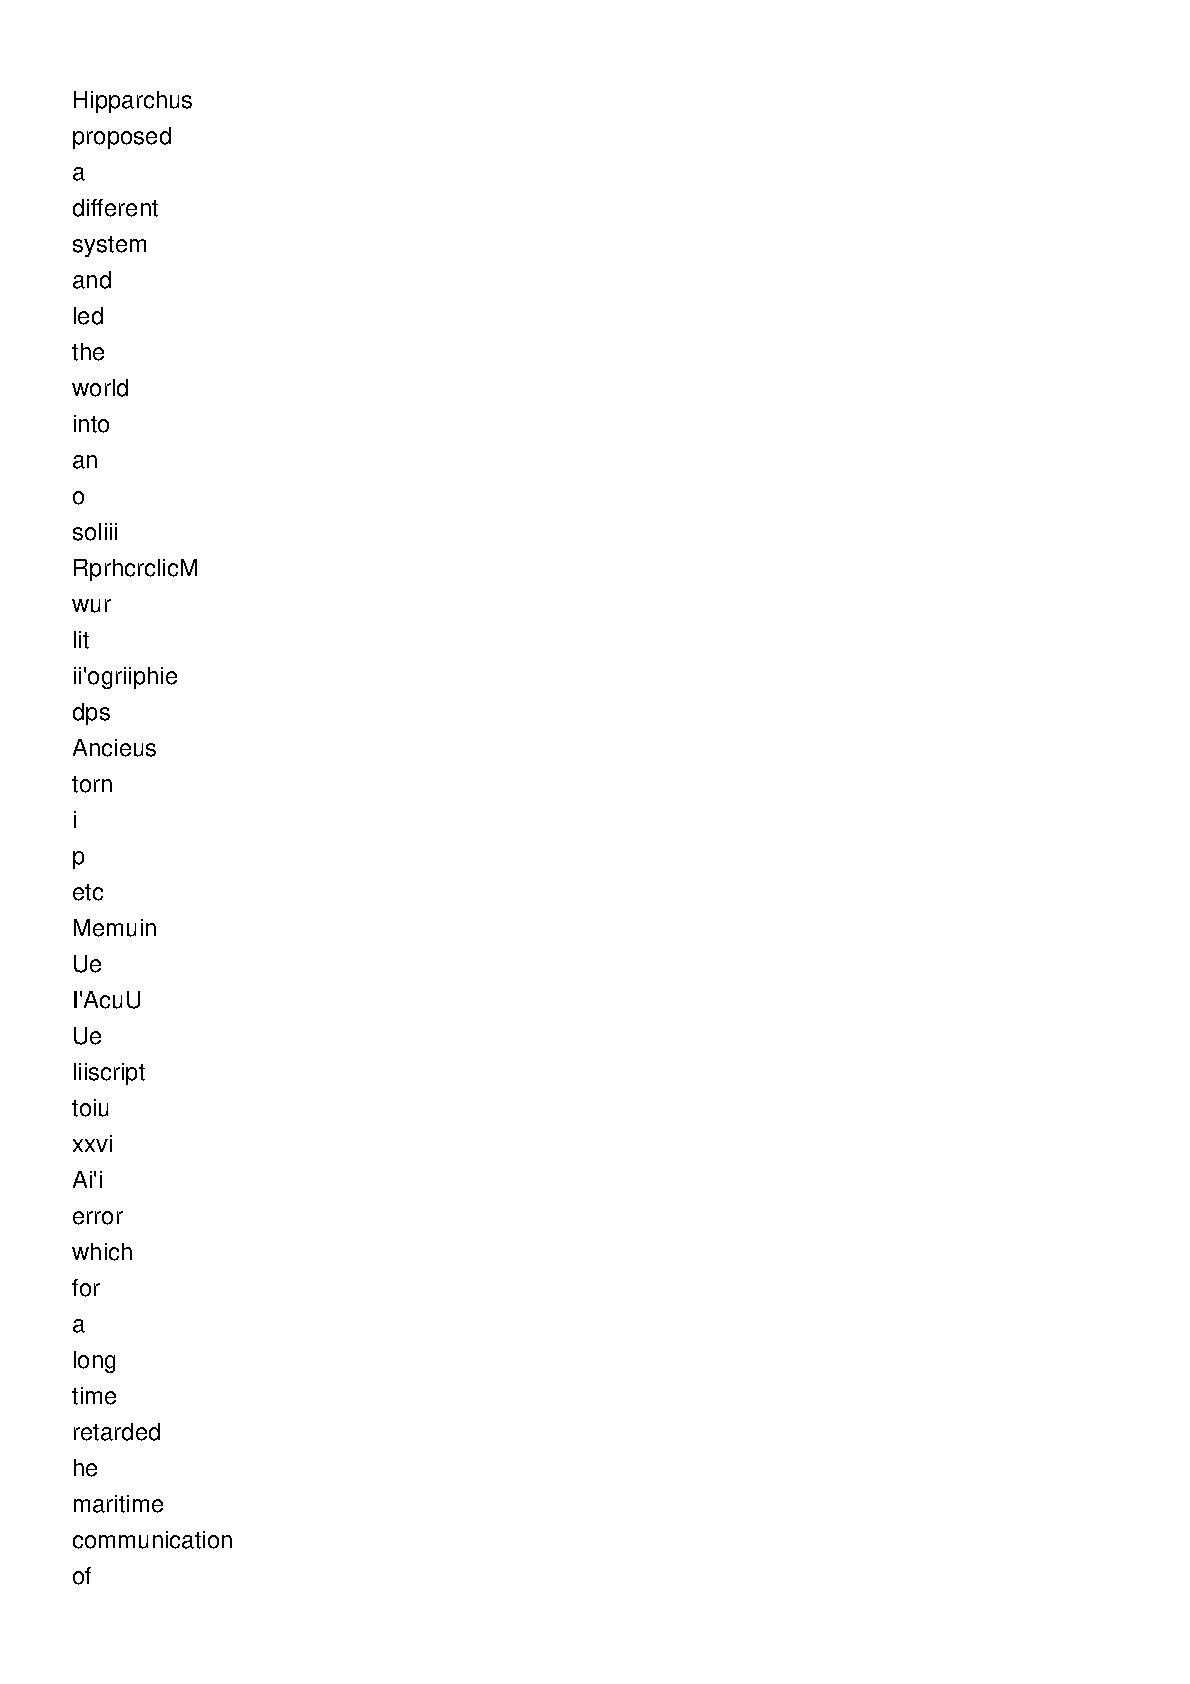 Hipparchus
proposed
a
different
system
and
led
the
world
into
an
o
soliii
RprhcrclicM
wur
lit
ii'ogriiphie
dps
Ancieus
torn
i
p
etc
Memuin
Ue
I'AcuU
Ue
liiscript
toiu
xxvi
Ai'i
error
which
for
a
long
time
retarded
he
maritime
communication
of